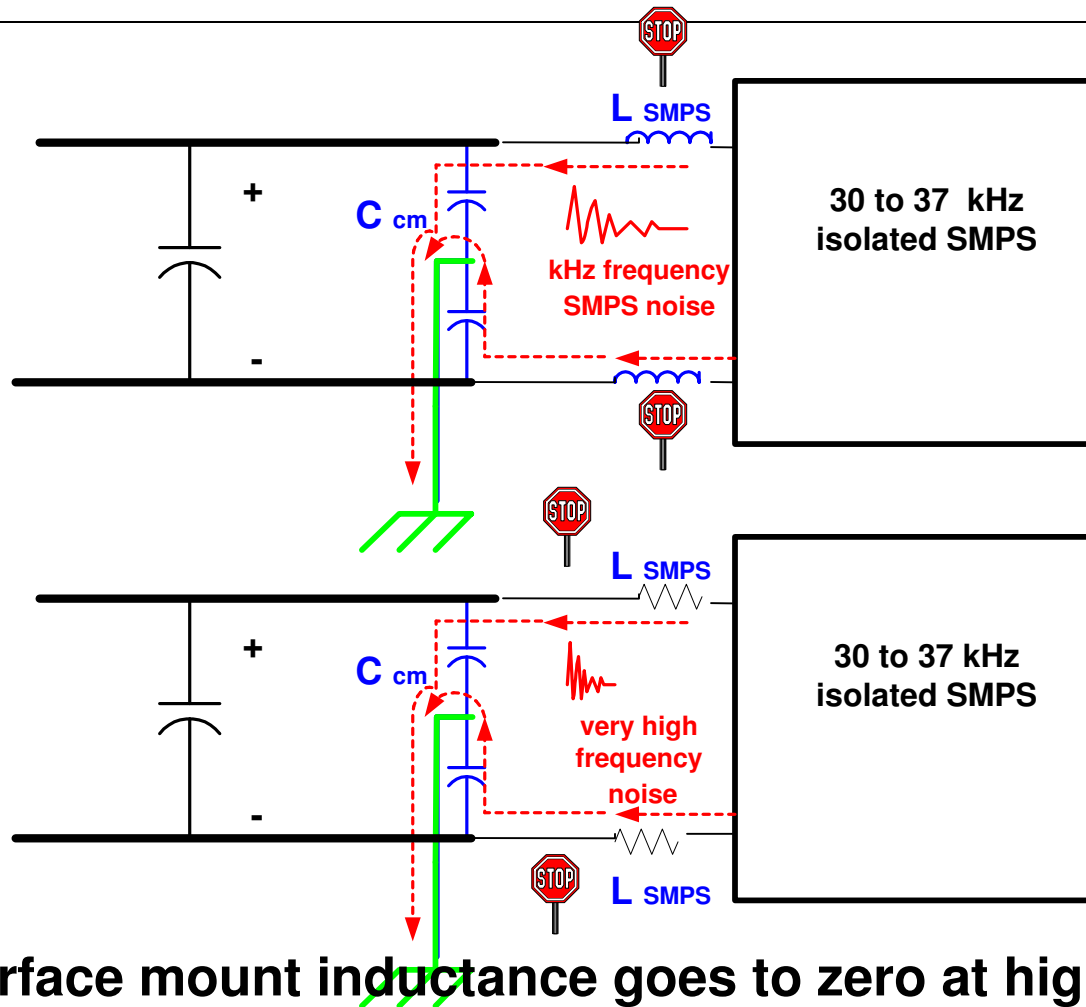 STOP
L SMPS
+
C cm
30 to 37 kHz
isolated SMPS
kHz frequency
SMPS noise
-
STOP
STOP
L SMPS
+
C cm
30 to 37 kHz
isolated SMPS
very high
frequency
noise
-
STOP
L SMPS
rface mount inductance goes to zero at hig